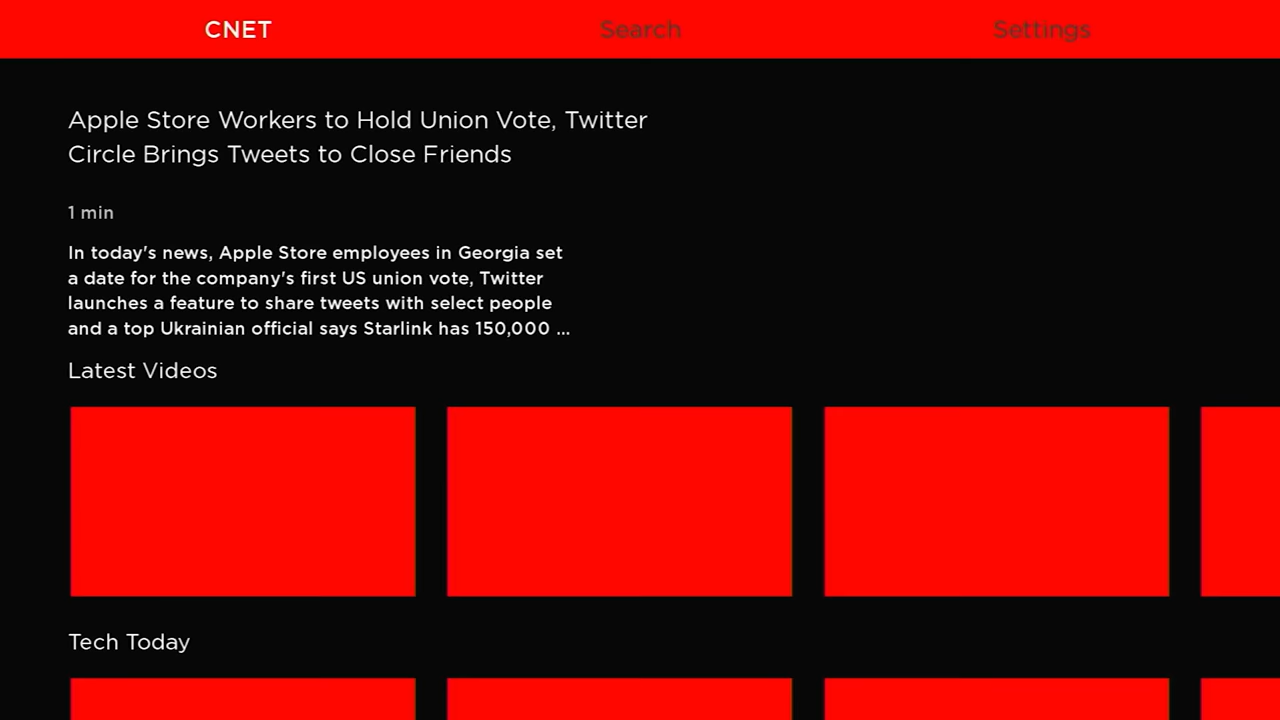 CNET
Search
Settings
Apple Store Workers to Hold Union Vote, Twitter
Circle Brings Tweets to Close Friends
1 min
In today's news, Apple Store employees in Georgia set
a date for the company's first US union vote, Twitter
launches a feature to share tweets with select people
and a top Ukrainian official says Starlink has 150,000 ...
Latest Videos
Tech Today